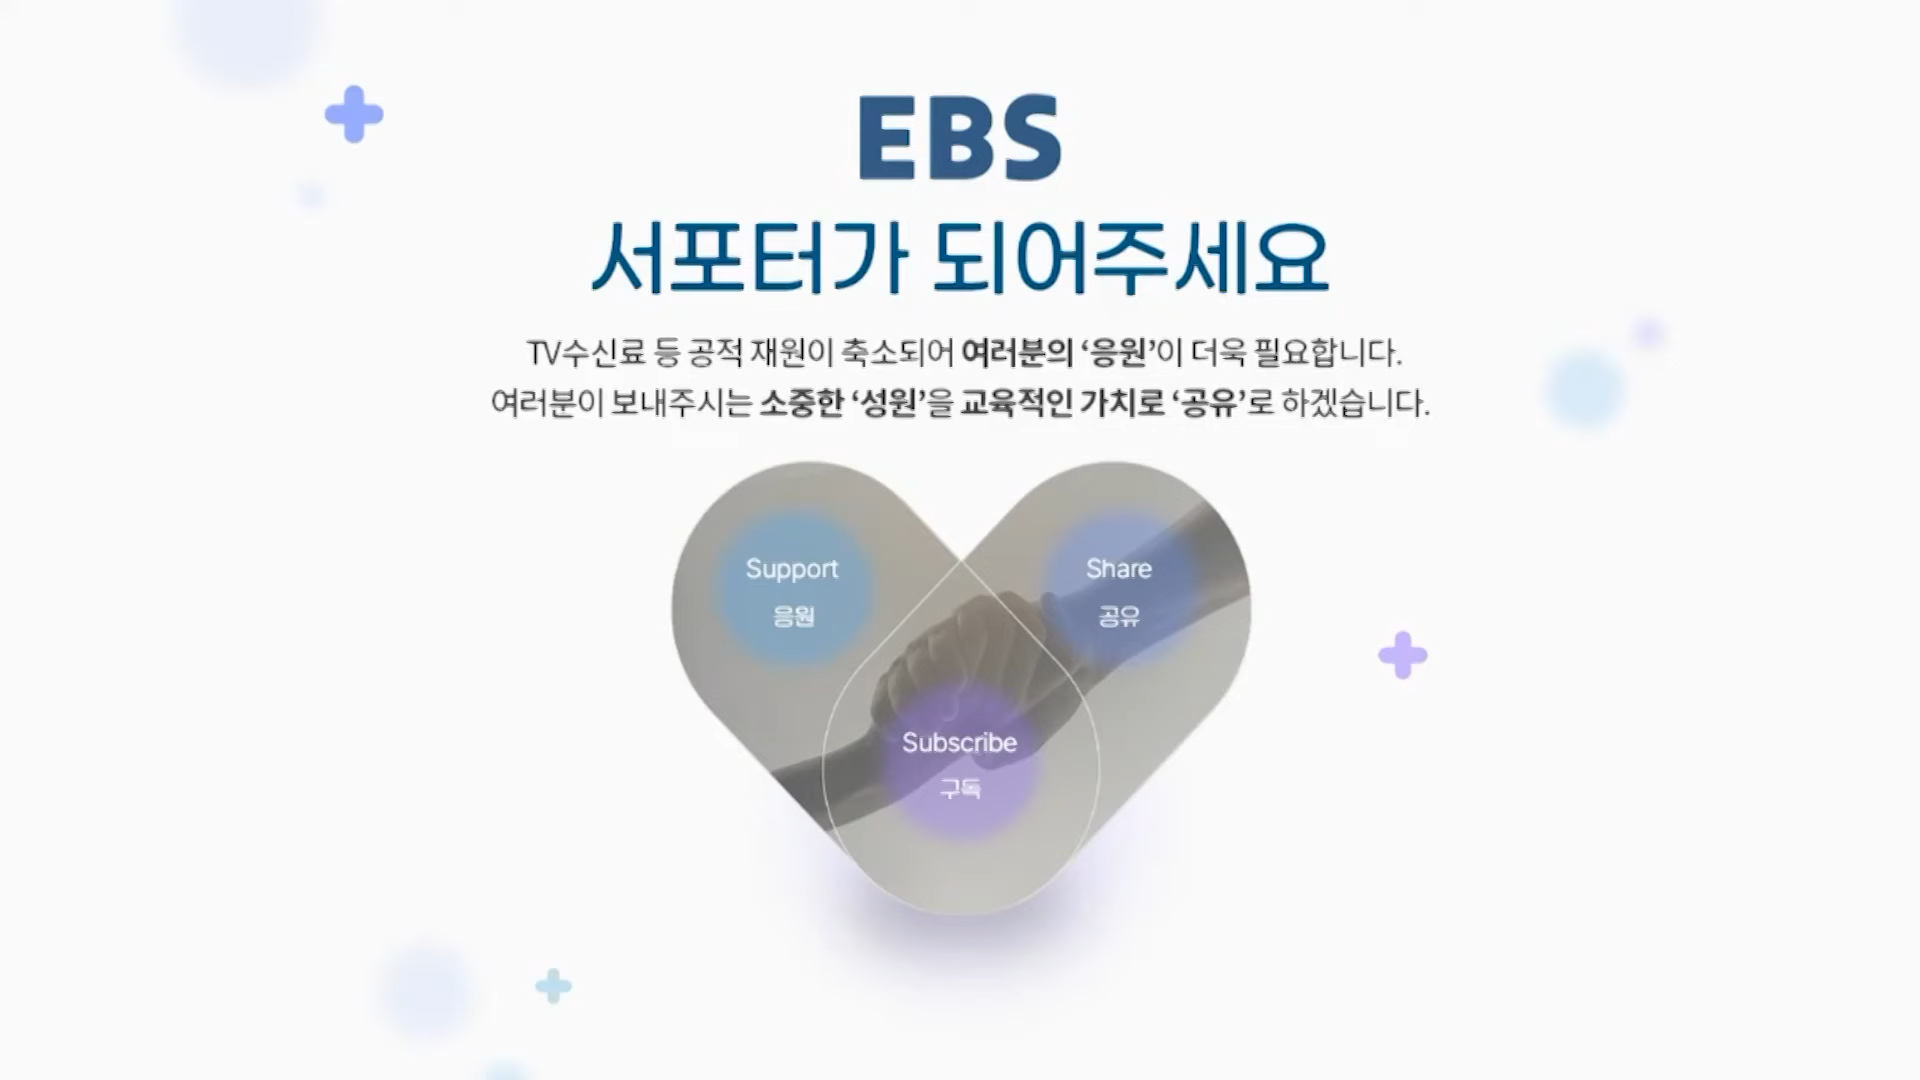 EBS
서포터가 되어주세요
TV수신료 등 공적 재원이 축소되어 여러분의 ‘응원’이 더욱 필요합니다.
여러분이 보내주시는 소중한 ‘성원’을 교육적인 가치로 ‘공유’로 하겠습니다.
Support
응원
Share
공유
Subscribe
구독